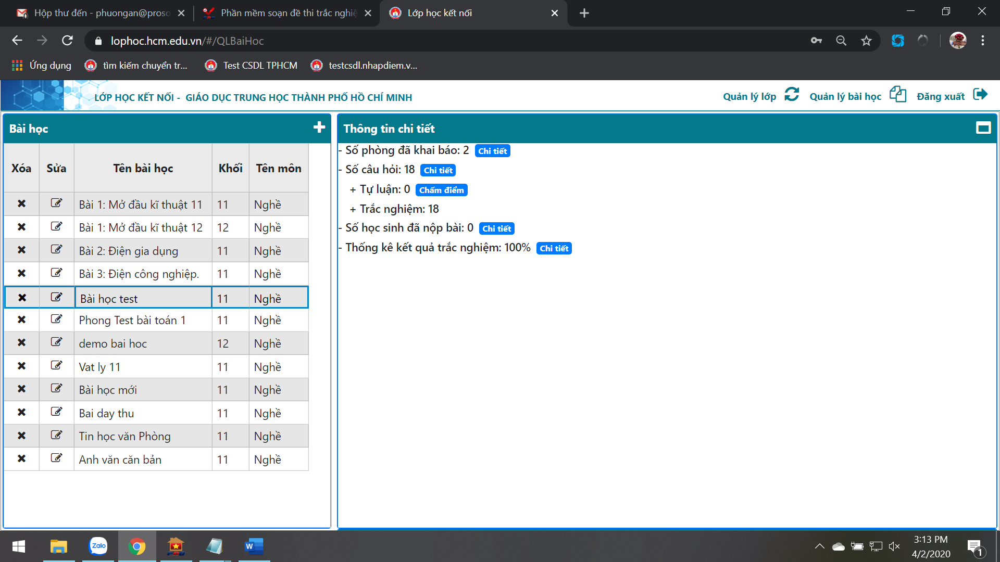 Hộp thư đến - phuongan@proso
Phần mềm soạn đề thi trắc nghiệ
Lớp học kết nối
lophoc.hcm.edu.vn/#/QLBaiHoc
Ứng dụng
tìm kiếm chuyển tr...
Test CSDL TPHCM
testcsdl.nhapdiem.v...
LỚP HỌC KẾT NỐI - GIÁO DỤC TRUNG HỌC THÀNH PHỐ HỒ CHÍ MINH
Quản lý lớp
Quản lý bài học
Đăng xuất
Bài học
Xóa Sửa Tên bài học Khối Tên môn
Bài 1: Mở đầu kĩ thuật 11 11 Nghề
Bài 1: Mở đầu kĩ thuật 12 12 Nghề
Bài 2: Điện gia dụng 11 Nghề
Bài 3: Điện công nghiệp. 11 Nghề
Bài học test 11 Nghề
Phong Test bài toán 1 11 Nghề
demo bai hoc 12 Nghề
Vat ly 11 11 Nghề
Bài học mới 11 Nghề
Bai day thu 11 Nghề
Tin học văn Phòng 11 Nghề
Anh văn căn bản 11 Nghề
Thông tin chi tiết
- Số phòng đã khai báo: 2 Chi tiết
- Số câu hỏi: 18 Chi tiết
+ Tự luận: 0 Chấm điểm
+ Trắc nghiệm: 18
- Số học sinh đã nộp bài: 0 Chi tiết
- Thống kê kết quả trắc nghiệm: 100% Chi tiết
Zalo
PRO
W
3:13 PM
4/2/2020
1